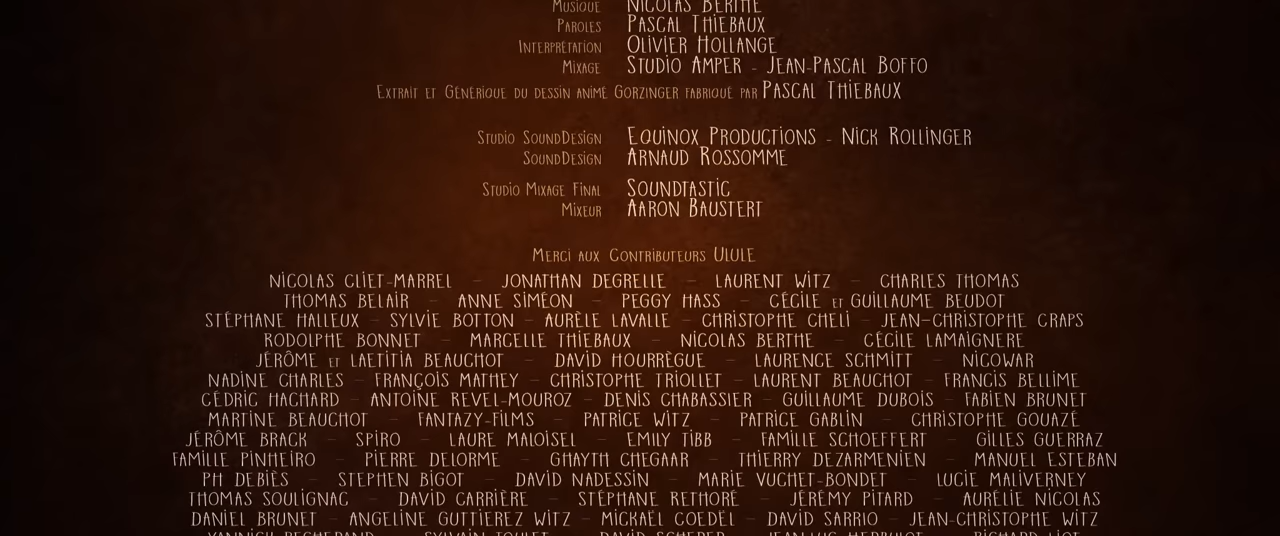 Musique NICOLAS BERTHE
Paroles PASCAL THIEBAUX
Interprétation OLIVIER HOLLANGE
Mixage STUDIO AMPER - JEAN-PASCAL BOFFO
Extrait et Générique du dessin animé Gorzinger fabriqué par PASCAL THIEBAUX
Studio SoundDesign EQUINOX PRODUCTIONS - NICK ROLLINGER
SoundDesign ARNAUD ROSSOMME
Studio Mixage Final SOUNDTASTIC
Mixeur AARON BAUSTERT
Merci aux Contributeurs Ulule
NICOLAS CLIET-MARREL - JONATHAN DEGRELLE - LAURENT WITZ - CHARLES THOMAS
THOMAS BELAIR - ANNE SIMÉON - PEGGY HASS - CÉCILE ET GUILLAUME BEUDOT
STÉPHANE HALLEUX - SYLVIE BOTTON - AURÈLE LAVALLE - CHRISTOPHE CHELI - JEAN-CHRISTOPHE CRAPS
RODOLPHE BONNET - MARCELLE THIEBAUX - NICOLAS BERTHE - CÉCILE LAMAIGNERE
JÉRÔME ET LAETITIA BEAUCHOT - DAVID HOURRÈGUE - LAURENCE SCHMITT - NICOWAR
NADINE CHARLES - FRANÇOIS MATHEY - CHRISTOPHE TRIOLLET - LAURENT BEAUCHOT - FRANCIS BELLIME
CÉDRIC HACHARD - ANTOINE REVEL-MOUROZ - DENIS CHABASSIER - GUILLAUME DUBOIS - FABIEN BRUNET
MARTINE BEAUCHOT - FANTAZY-FILMS - PATRICE WITZ - PATRICE GABLIN - CHRISTOPHE GOUAZÉ
JÉRÔME BRACK - SPIRO - LAURE MALOISEL - EMILY TIBB - FAMILLE SCHOEFFERT - GILLES GUERRAZ
FAMILLE PINHEIRO - PIERRE DELORME - GHAYTH CHEGAAR - THIERRY DEZARMENIEN - MANUEL ESTEBAN
PH DEBIÈS - STEPHEN BIGOT - DAVID NADESSIN - MARIE VUCHET-BONDET - LUCIE MALIVERNEY
THOMAS SOULIGNAC - DAVID CARRIÈRE - STÉPHANE RETHORÉ - JÉRÉMY PITARD - AURÉLIE NICOLAS
DANIEL BRUNET - ANGELINE GUTTIEREZ WITZ - MICKAËL COEDEL - DAVID SARRIO - JEAN-CHRISTOPHE WITZ